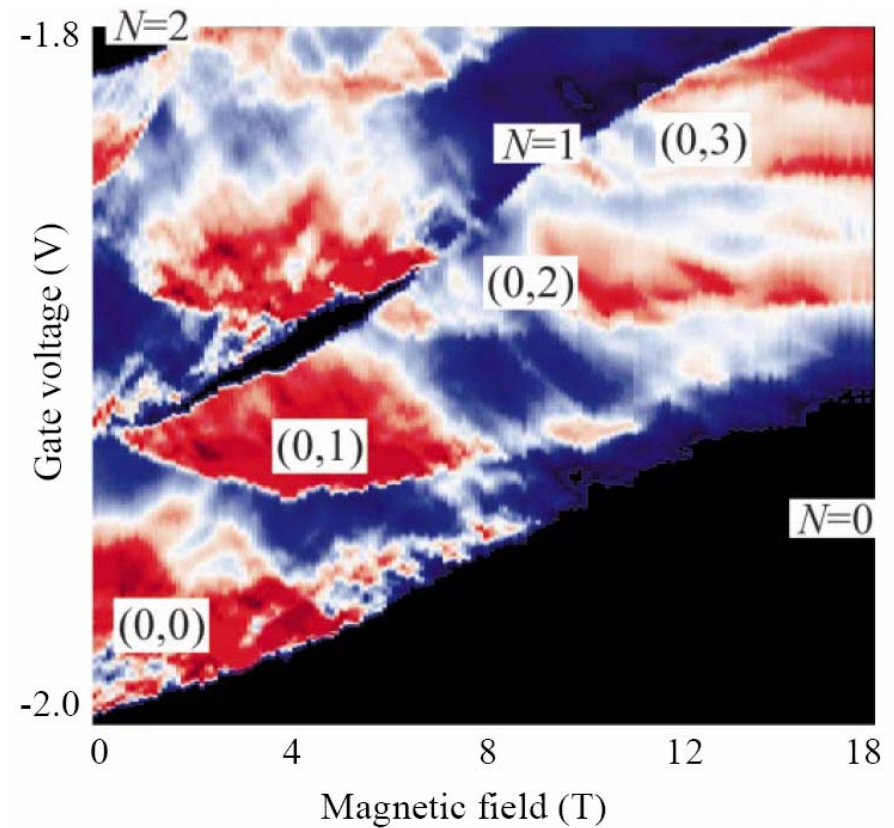 -1.8
N=2
N=1
(0,3)
(0,2)
Gate voltage (V)
(0,1)
N=0
(0,0)
-2.0
0 4 8 12 18
Magnetic field (T)